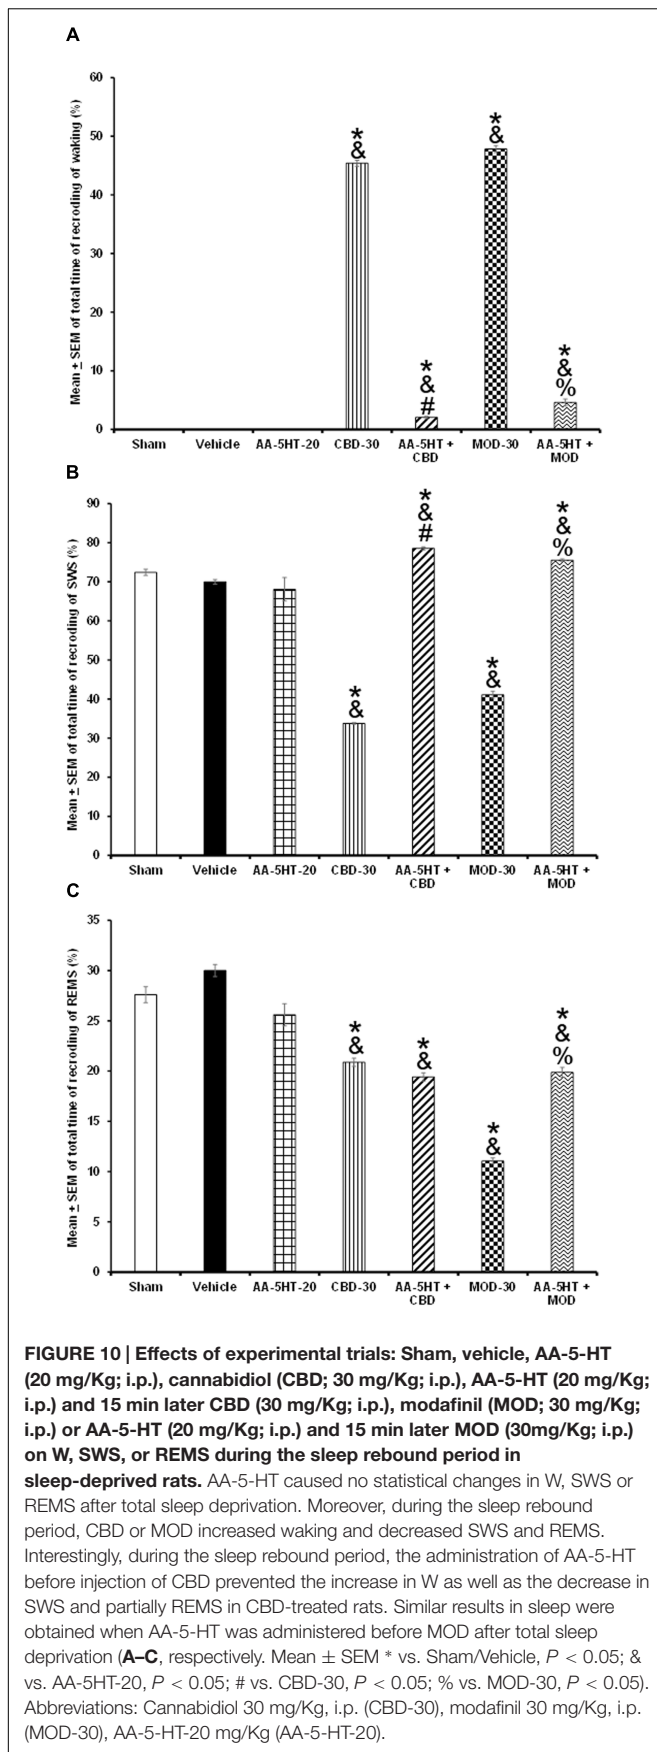 A
Mean ± SEM of total time of recroding of waking (%)
60
50
40
30
20
10
0
*
&
*
&
#
*
&
*
&
%
Sham Vehicle AA-5HT-20 CBD-30 AA-5HT + CBD MOD-30 AA-5HT + MOD
B
Mean ± SEM of total time of recroding of SWS (%)
90
80
70
60
50
40
30
20
10
0
*
&
*
&
#
*
&
*
&
%
Sham Vehicle AA-5HT-20 CBD-30 AA-5HT + CBD MOD-30 AA-5HT + MOD
C
Mean ± SEM of total time of recroding of REMS (%)
35
30
25
20
15
10
5
0
*
&
*
&
*
&
*
&
%
Sham Vehicle AA-5HT-20 CBD-30 AA-5HT + CBD MOD-30 AA-5HT + MOD
FIGURE 10 | Effects of experimental trials: Sham, vehicle, AA-5-HT
(20 mg/Kg; i.p.), cannabidiol (CBD; 30 mg/Kg; i.p.), AA-5-HT (20 mg/Kg;
i.p.) and 15 min later CBD (30 mg/Kg; i.p.), modafinil (MOD; 30 mg/Kg;
i.p.) or AA-5-HT (20 mg/Kg; i.p.) and 15 min later MOD (30mg/Kg; i.p.)
on W, SWS, or REMS during the sleep rebound period in
sleep-deprived rats. AA-5-HT caused no statistical changes in W, SWS or
REMS after total sleep deprivation. Moreover, during the sleep rebound
period, CBD or MOD increased waking and decreased SWS and REMS.
Interestingly, during the sleep rebound period, the administration of AA-5-HT
before injection of CBD prevented the increase in W as well as the decrease in
SWS and partially REMS in CBD-treated rats. Similar results in sleep were
obtained when AA-5-HT was administered before MOD after total sleep
deprivation (A–C, respectively. Mean ± SEM * vs. Sham/Vehicle, P < 0.05; &
vs. AA-5HT-20, P < 0.05; # vs. CBD-30, P < 0.05; % vs. MOD-30, P < 0.05).
Abbreviations: Cannabidiol 30 mg/Kg, i.p. (CBD-30), modafinil 30 mg/Kg, i.p.
(MOD-30), AA-5-HT-20 mg/Kg (AA-5-HT-20).